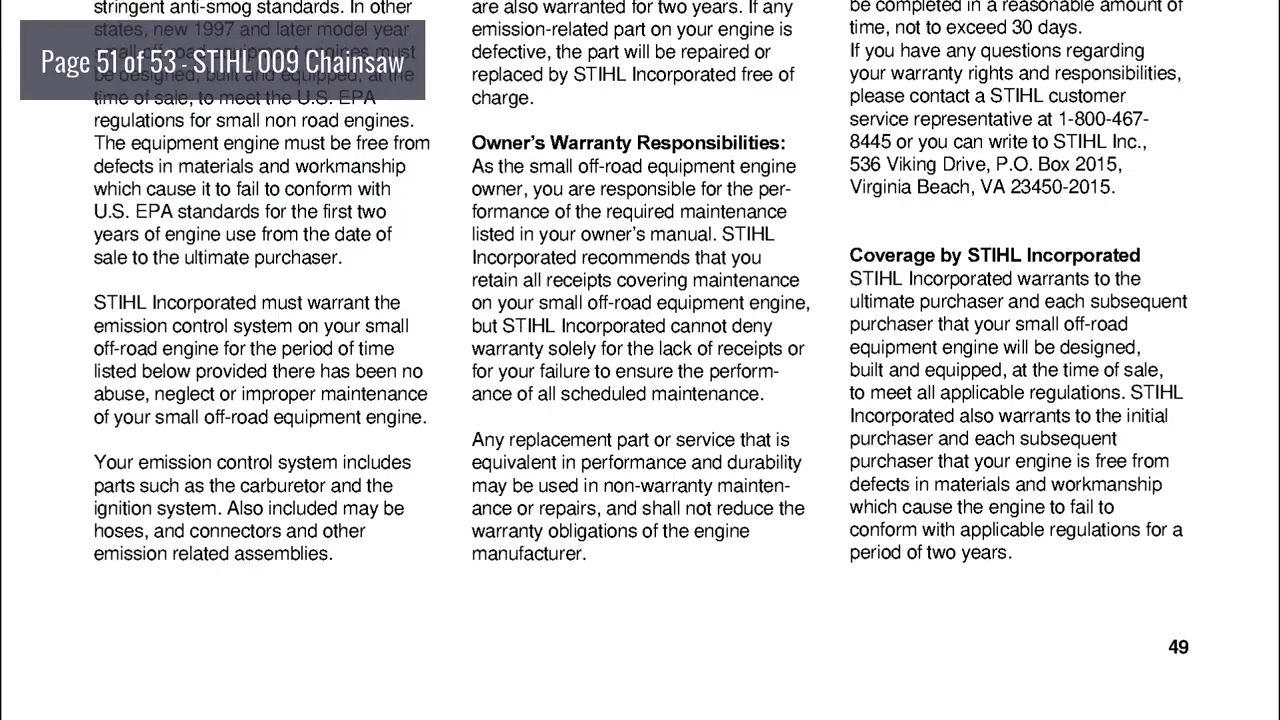 Page 51 of 53 - STIHL 009 Chainsaw
stringent anti-smog standards. In other
states, new 1997 and later model year
small off-road equipment engines must
be designed, built and equipped, at the
time of sale, to meet the U.S. EPA
regulations for small non road engines.
The equipment engine must be free from
defects in materials and workmanship
which cause it to fail to conform with
U.S. EPA standards for the first two
years of engine use from the date of
sale to the ultimate purchaser.
STIHL Incorporated must warrant the
emission control system on your small
off-road engine for the period of time
listed below provided there has been no
abuse, neglect or improper maintenance
of your small off-road equipment engine.
Your emission control system includes
parts such as the carburetor and the
ignition system. Also included may be
hoses, and connectors and other
emission related assemblies.
are also warranted for two years. If any
emission-related part on your engine is
defective, the part will be repaired or
replaced by STIHL Incorporated free of
charge.
Owner's Warranty Responsibilities:
As the small off-road equipment engine
owner, you are responsible for the per-
formance of the required maintenance
listed in your owner's manual. STIHL
Incorporated recommends that you
retain all receipts covering maintenance
on your small off-road equipment engine,
but STIHL Incorporated cannot deny
warranty solely for the lack of receipts or
for your failure to ensure the perform-
ance of all scheduled maintenance.
Any replacement part or service that is
equivalent in performance and durability
may be used in non-warranty mainten-
ance or repairs, and shall not reduce the
warranty obligations of the engine
manufacturer.
be completed in a reasonable amount of
time, not to exceed 30 days.
If you have any questions regarding
your warranty rights and responsibilities,
please contact a STIHL customer
service representative at 1-800-467-
8445 or you can write to STIHL Inc.,
536 Viking Drive, P.O. Box 2015,
Virginia Beach, VA 23450-2015.
Coverage by STIHL Incorporated
STIHL Incorporated warrants to the
ultimate purchaser and each subsequent
purchaser that your small off-road
equipment engine will be designed,
built and equipped, at the time of sale,
to meet all applicable regulations. STIHL
Incorporated also warrants to the initial
purchaser and each subsequent
purchaser that your engine is free from
defects in materials and workmanship
which cause the engine to fail to
conform with applicable regulations for a
period of two years.
49